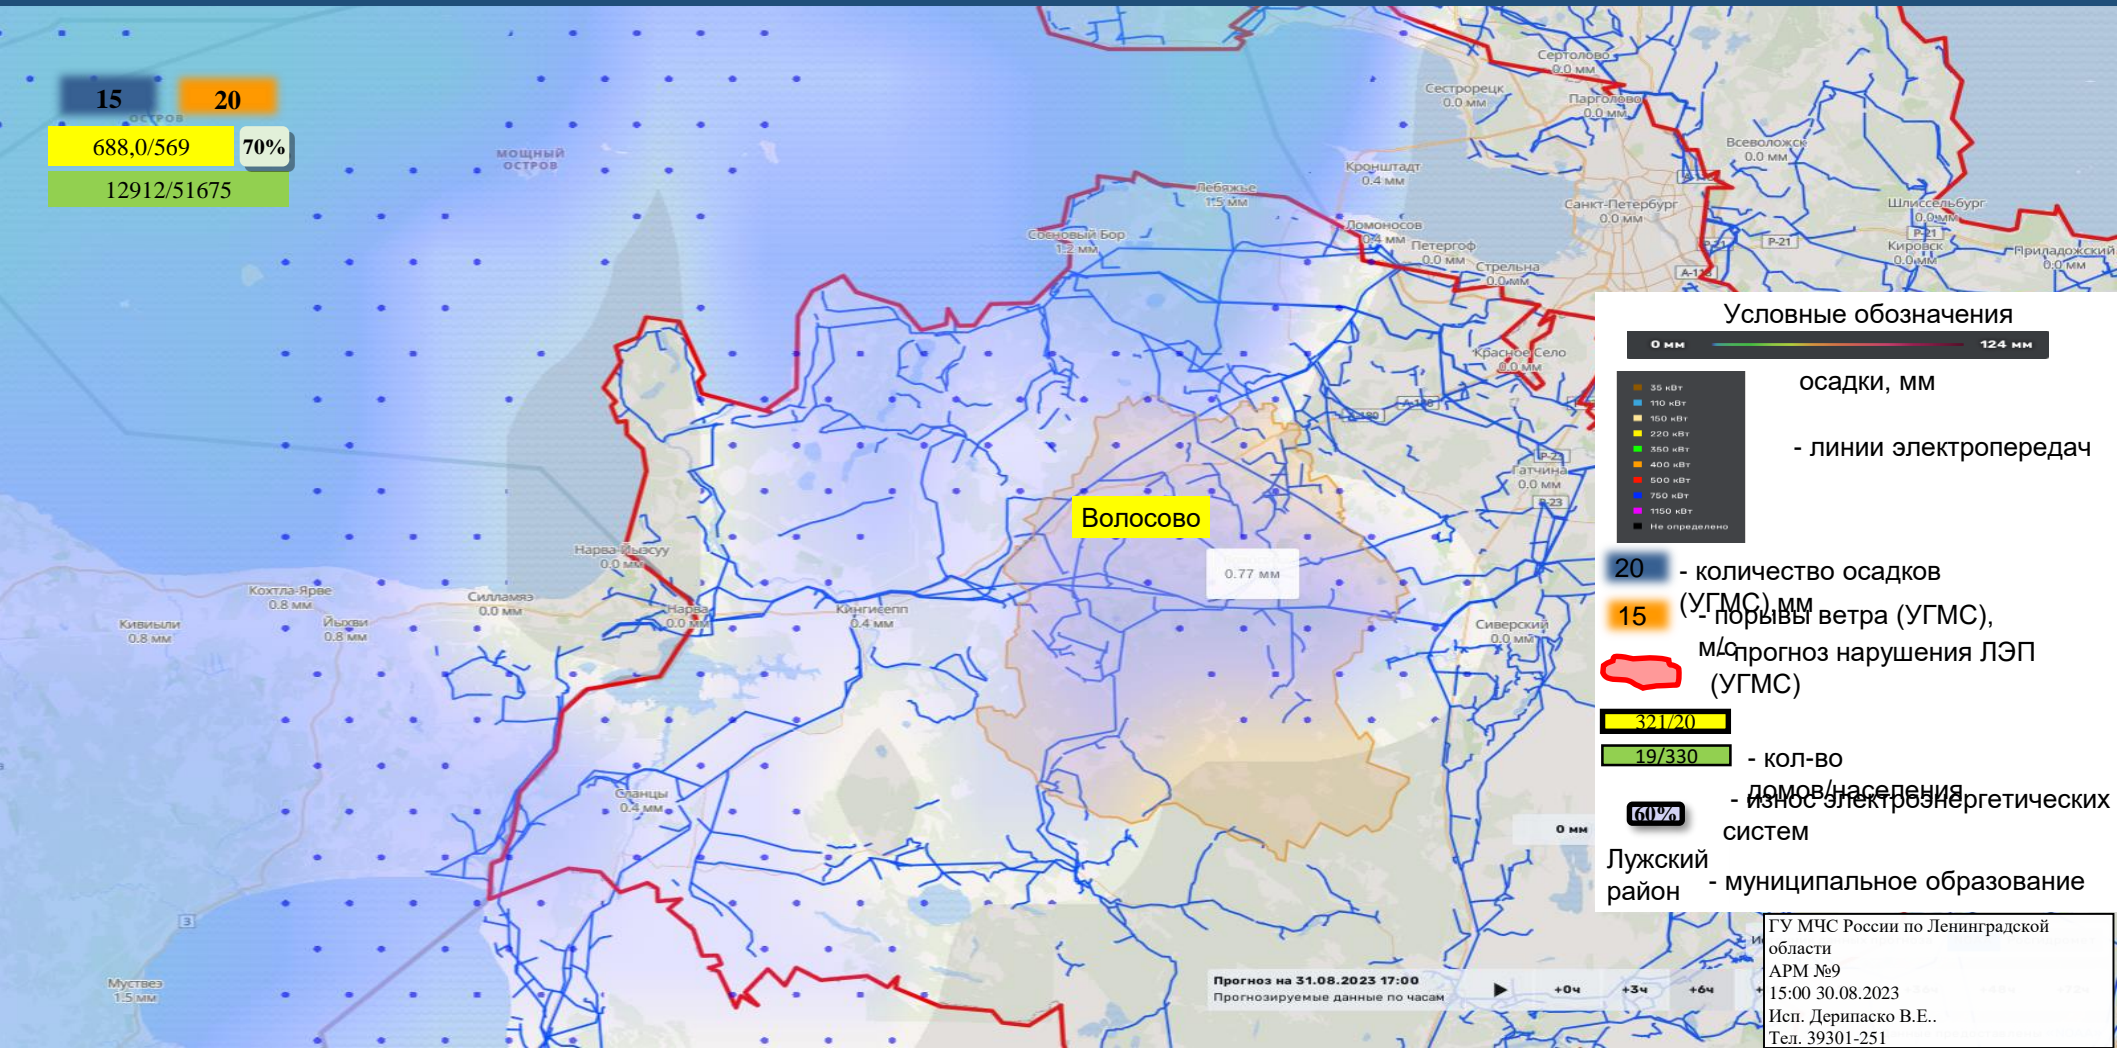 15
20
ОСТРОВ
688,0/569
70%
12912/51675
МОЩНЫЙ
ОСТРОВ
Сертолово
0.0 мм
Сестрорецк
0.0 мм
Парголово
0.0 мм
Всеволожск
0.0 мм
Кронштадт
0.4 мм
Лебяжье
1.5 мм
Санкт-Петербург
0.0 мм
Шлиссельбург
0.0 мм
Сосновый Бор
1.2 мм
Ломоносов
0.4 мм
Петергоф
0.0 мм
Стрельна
0.0 мм
Р-21
Р-21
Р-21
Кировск
0.0 мм
Приладожский
0.0 мм
Красное Село
0.0 мм
А-180
А-180
Р-23
Гатчина
0.0 мм
Р-23
Волосово
0.77 мм
Нарва-Йыэсуу
0.0 мм
Кохтла-Ярве
0.8 мм
Силламяэ
0.0 мм
Кивиыли
0.8 мм
Йыхви
0.8 мм
Нарва
0.0 мм
Кингисепп
0.4 мм
Сиверский
0.0 мм
Сланцы
0.4 мм
3
Муствеэ
1.5 мм
0 мм
Прогноз на 31.08.2023 17:00
Прогнозируемые данные по часам
+0ч
+3ч
+6ч
Условные обозначения
0 мм
124 мм
осадки, мм
35 кВт
110 кВт
150 кВт
220 кВт
350 кВт
400 кВт
500 кВт
750 кВт
1150 кВт
Не определено
- линии электропередач
20
- количество осадков
(УГМС),мм
15
- порывы ветра (УГМС),
м/с
- прогноз нарушения ЛЭП
(УГМС)
321/20
19/330
- кол-во
домов/населения
60%
- износ электроэнергетических
систем
Лужский
район
- муниципальное образование
ГУ МЧС России по Ленинградской
области
АРМ №9
15:00 30.08.2023
Исп. Дерипаско В.Е..
Тел. 39301-251